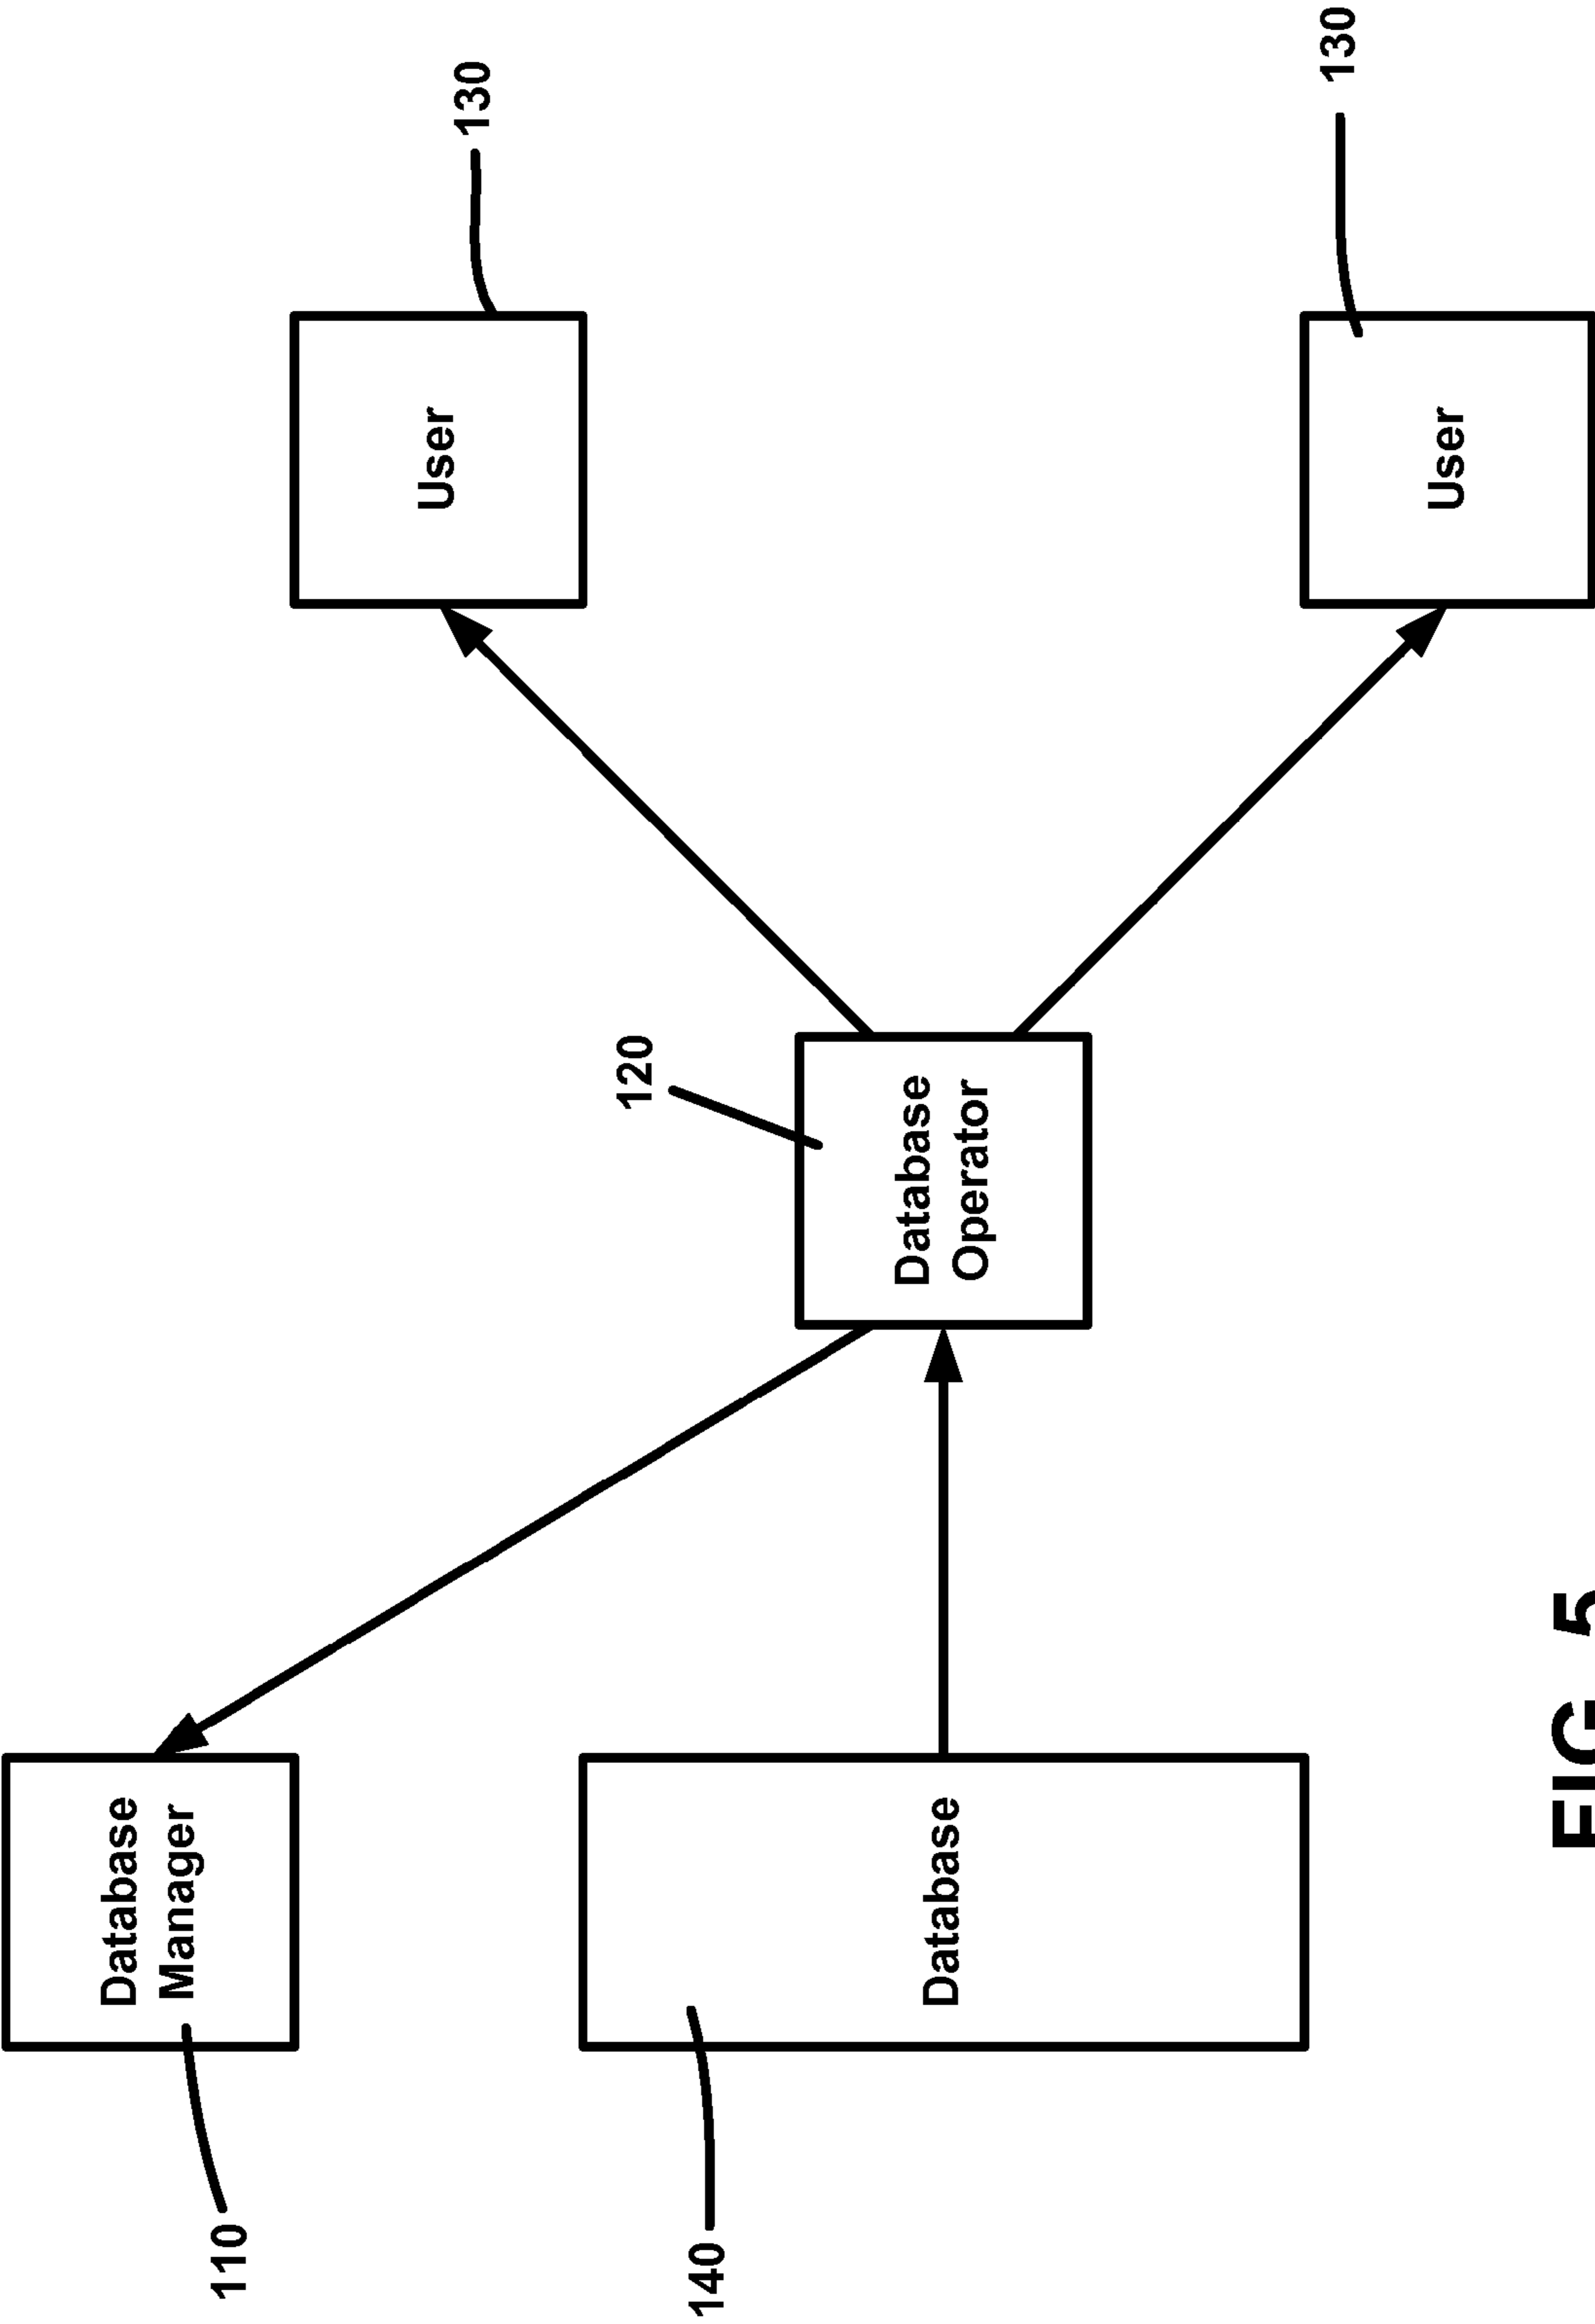 Database
Manager
110
User
130
120
140
Database
Database
Operator
130
User
FIG 5